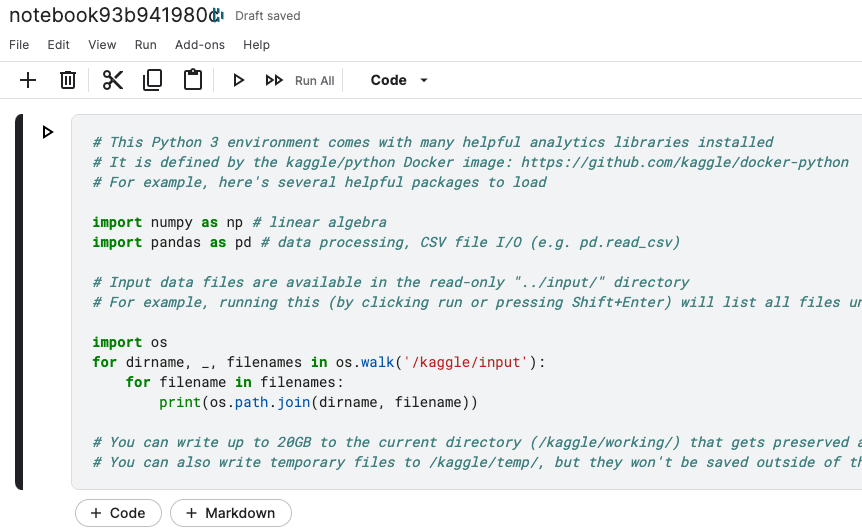 notebook93b941980d
Draft saved
File Edit View Run Add-ons Help
Run All Code
# This Python 3 environment comes with many helpful analytics libraries installed
# It is defined by the kaggle/python Docker image: https://github.com/kaggle/docker-python
# For example, here's several helpful packages to load
import numpy as np # linear algebra
import pandas as pd # data processing, CSV file I/O (e.g. pd.read_csv)
# Input data files are available in the read-only "../input/" directory
# For example, running this (by clicking run or pressing Shift+Enter) will list all files
import os
for dirname, _, filenames in os.walk('/kaggle/input'):
    for filename in filenames:
        print(os.path.join(dirname, filename))
# You can write up to 20GB to the current directory (/kaggle/working/) that gets preserved
# You can also write temporary files to /kaggle/temp/, but they won't be saved outside of
+ Code + Markdown